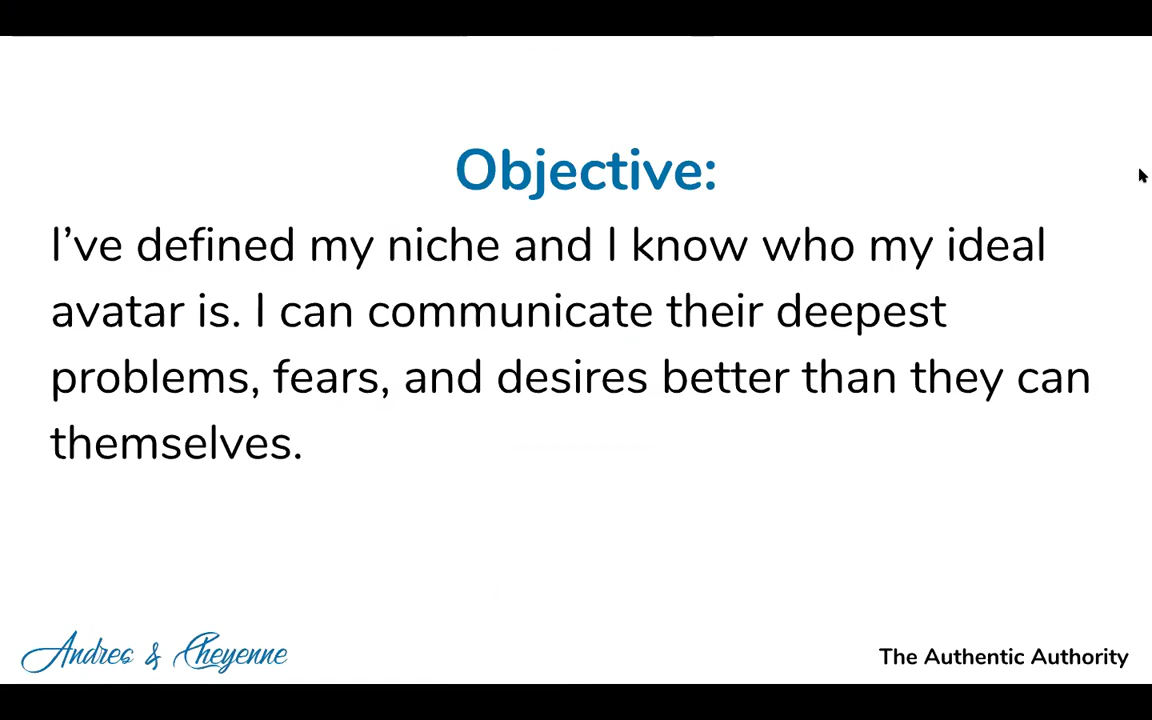 Objective:
I’ve defined my niche and I know who my ideal
avatar is. I can communicate their deepest
problems, fears, and desires better than they can
themselves.
Andres & Cheyenne
The Authentic Authority